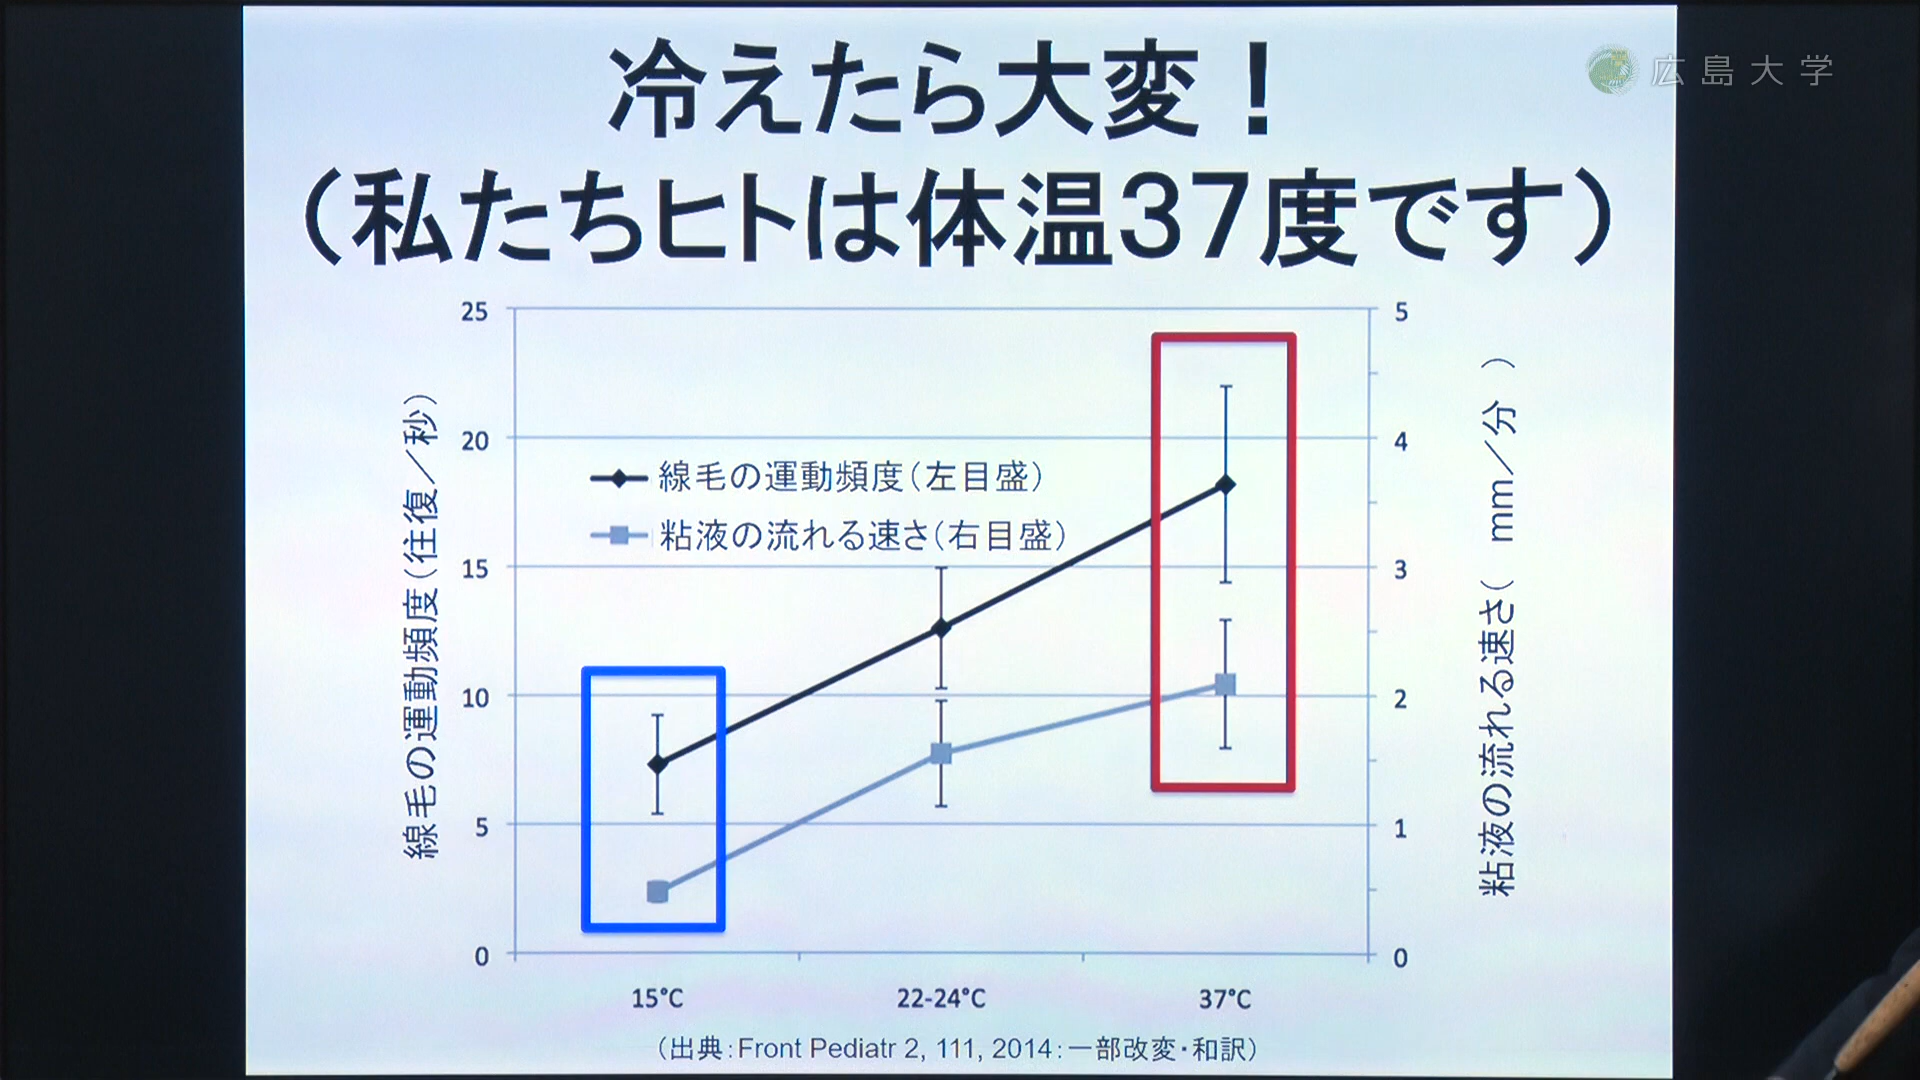 広島大学
冷えたら大変！
（私たちヒトは体温37度です）
線毛の運動頻度（往復／秒）
25
20
15
10
5
0
線毛の運動頻度（左目盛）
粘液の流れる速さ（右目盛）
5
4
3
2
1
0
粘液の流れる速さ（ mm／分 ）
15°C
22-24°C
37°C
（出典：Front Pediatr 2, 111, 2014：一部改変・和訳）